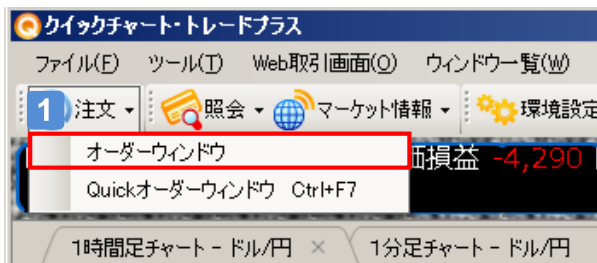 クイックチャート・トレードプラス
ファイル(F) ツール(T) Web取引画面(O) ウィンドウ一覧(W)
1 注文 照会 マーケット情報 環境設定
オーダーウィンドウ 価損益 -4,290
Quickオーダーウィンドウ Ctrl+F7
1時間足チャート - ドル/円 × 1分足チャート - ドル/円